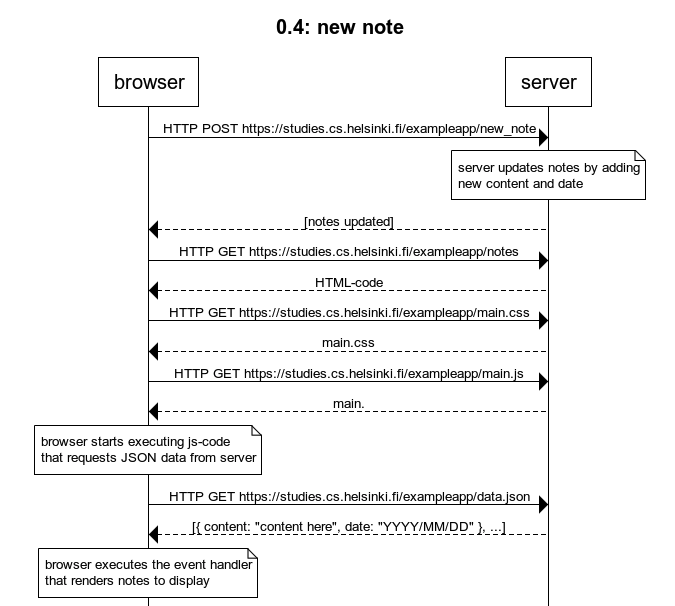 0.4: new note
browser
server
HTTP POST https://studies.cs.helsinki.fi/exampleapp/new_note
server updates notes by adding
new content and date
[notes updated]
HTTP GET https://studies.cs.helsinki.fi/exampleapp/notes
HTML-code
HTTP GET https://studies.cs.helsinki.fi/exampleapp/main.css
main.css
HTTP GET https://studies.cs.helsinki.fi/exampleapp/main.js
main.
browser starts executing js-code
that requests JSON data from server
HTTP GET https://studies.cs.helsinki.fi/exampleapp/data.json
[{ content: "content here", date: "YYYY/MM/DD" }, ...]
browser executes the event handler
that renders notes to display